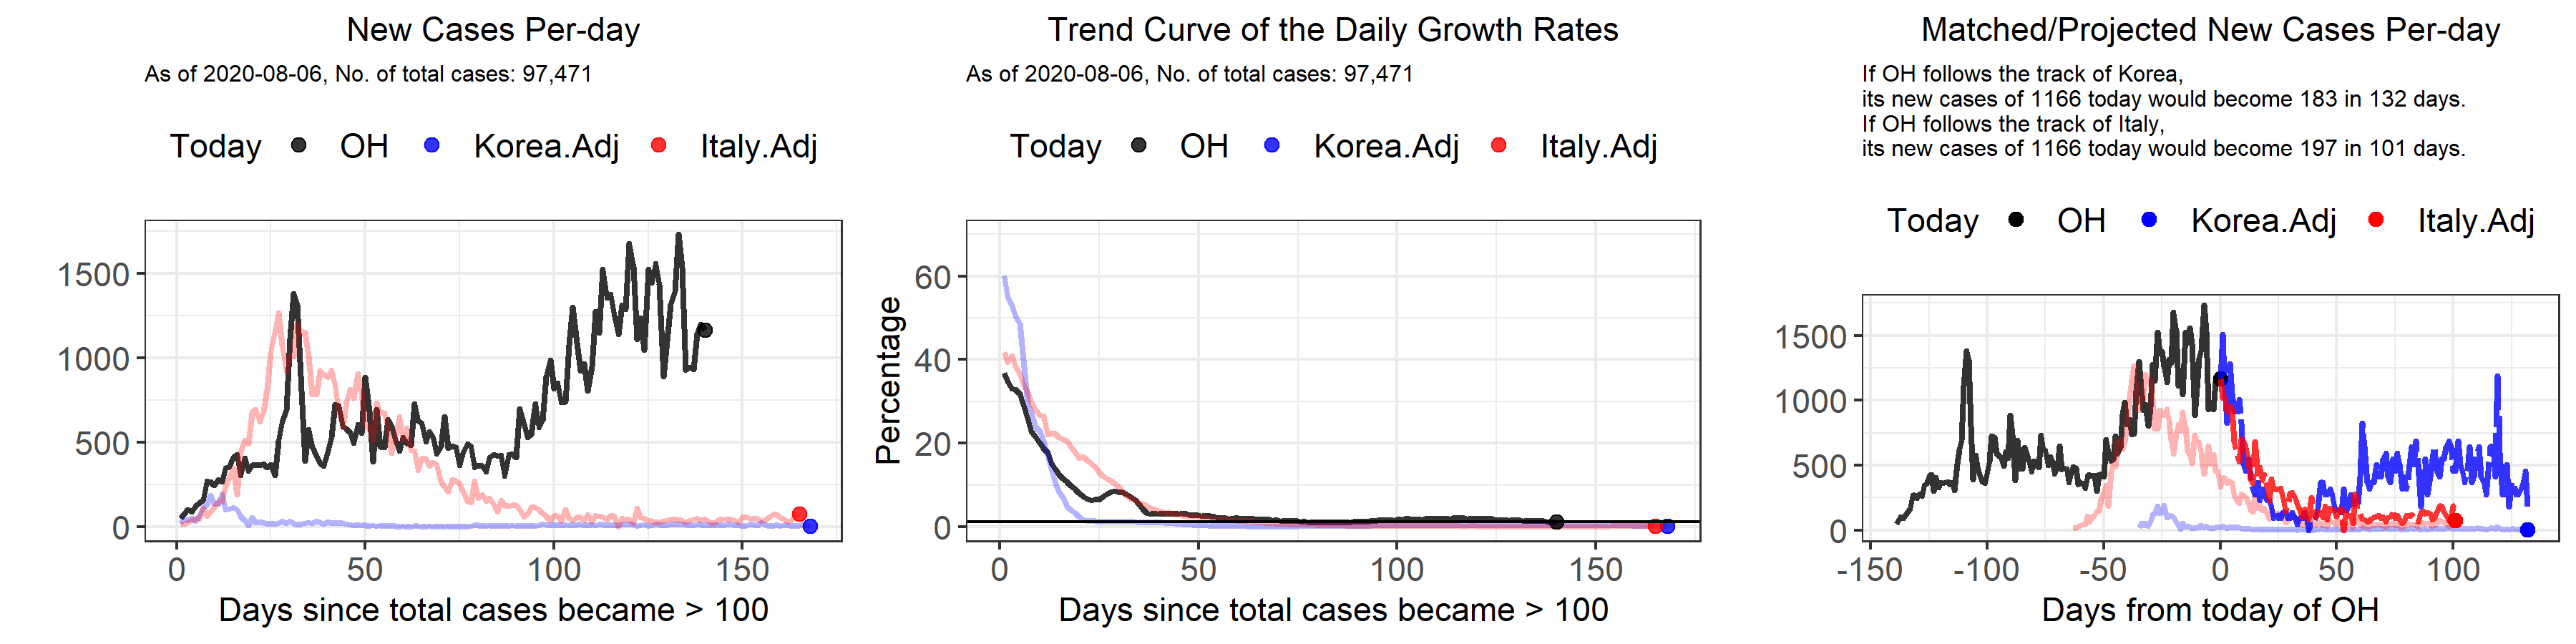 New Cases Per-day
As of 2020-08-06, No. of total cases: 97,471
Today OH Korea.Adj Italy.Adj
1500
1000
500
0
0 50 100 150
Days since total cases became > 100
Trend Curve of the Daily Growth Rates
As of 2020-08-06, No. of total cases: 97,471
Today OH Korea.Adj Italy.Adj
Percentage
60
40
20
0
0 50 100 150
Days since total cases became > 100
Matched/Projected New Cases Per-day
If OH follows the track of Korea,
its new cases of 1166 today would become 183 in 132 days.
If OH follows the track of Italy,
its new cases of 1166 today would become 197 in 101 days.
Today OH Korea.Adj Italy.Adj
1500
1000
500
0
-150 -100 -50 0 50 100
Days from today of OH